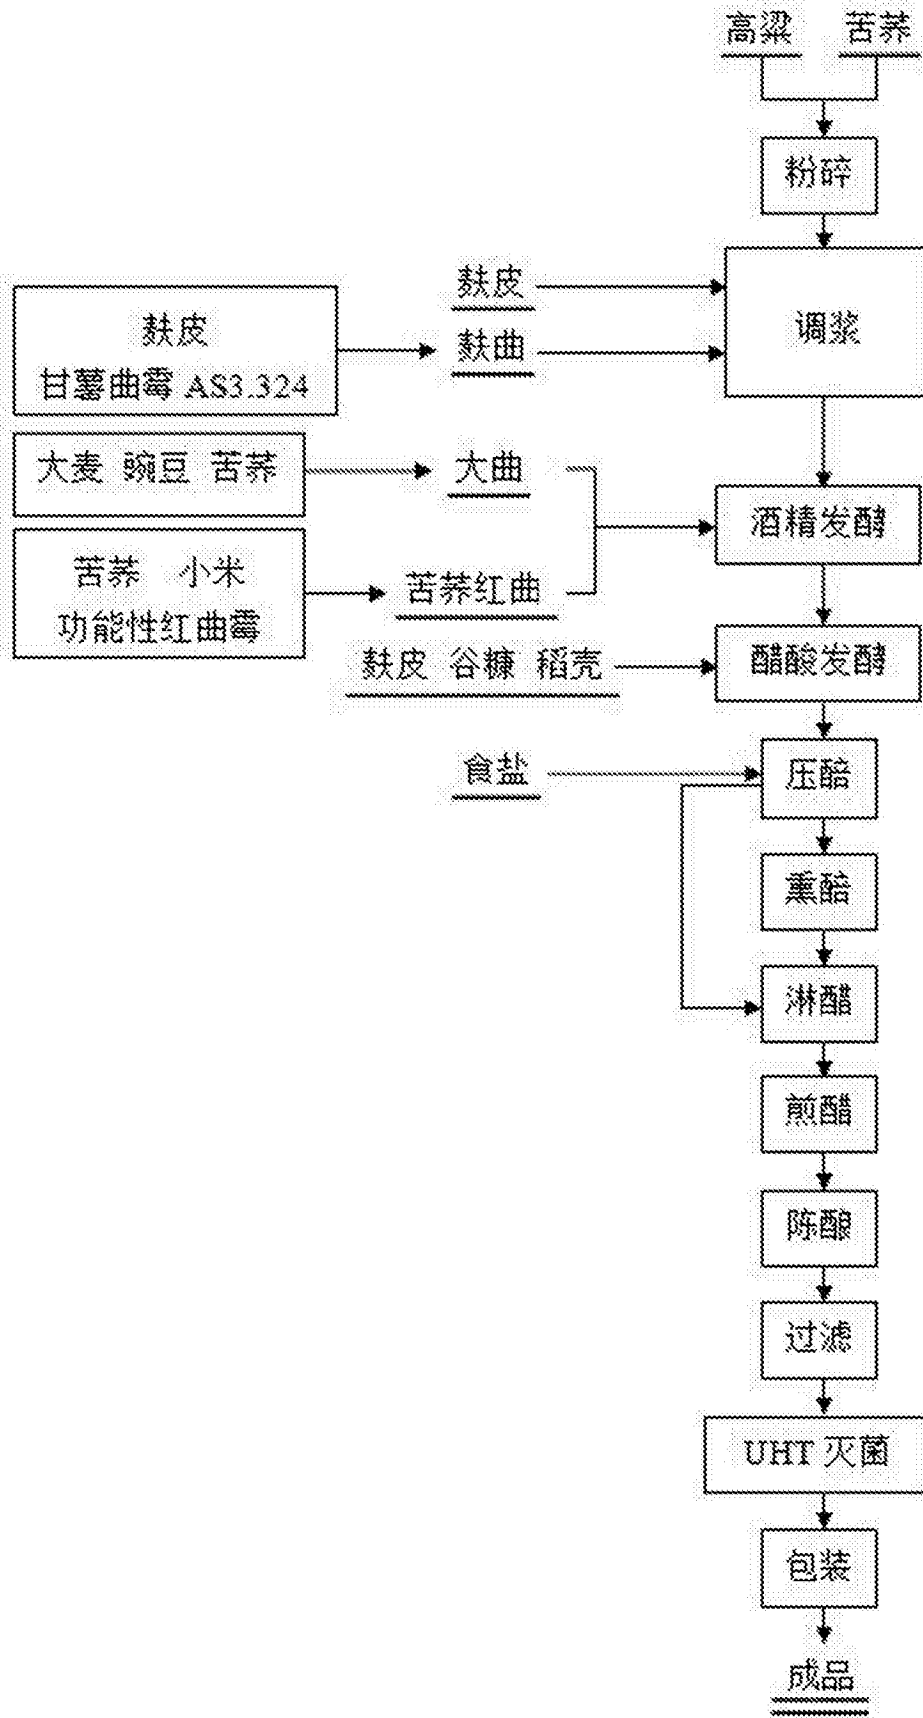 高粱 苦荞
粉碎
麸皮
调浆
麸皮
甘薯曲霉 AS3.324
麸曲
大麦 豌豆 苦荞
大曲
酒精发酵
苦荞 小米
功能性红曲霉
苦荞红曲
麸皮 谷糠 稻壳
醋酸发酵
食盐
压醅
熏醅
淋醋
煎醋
陈酿
过滤
UHT 灭菌
包装
成品